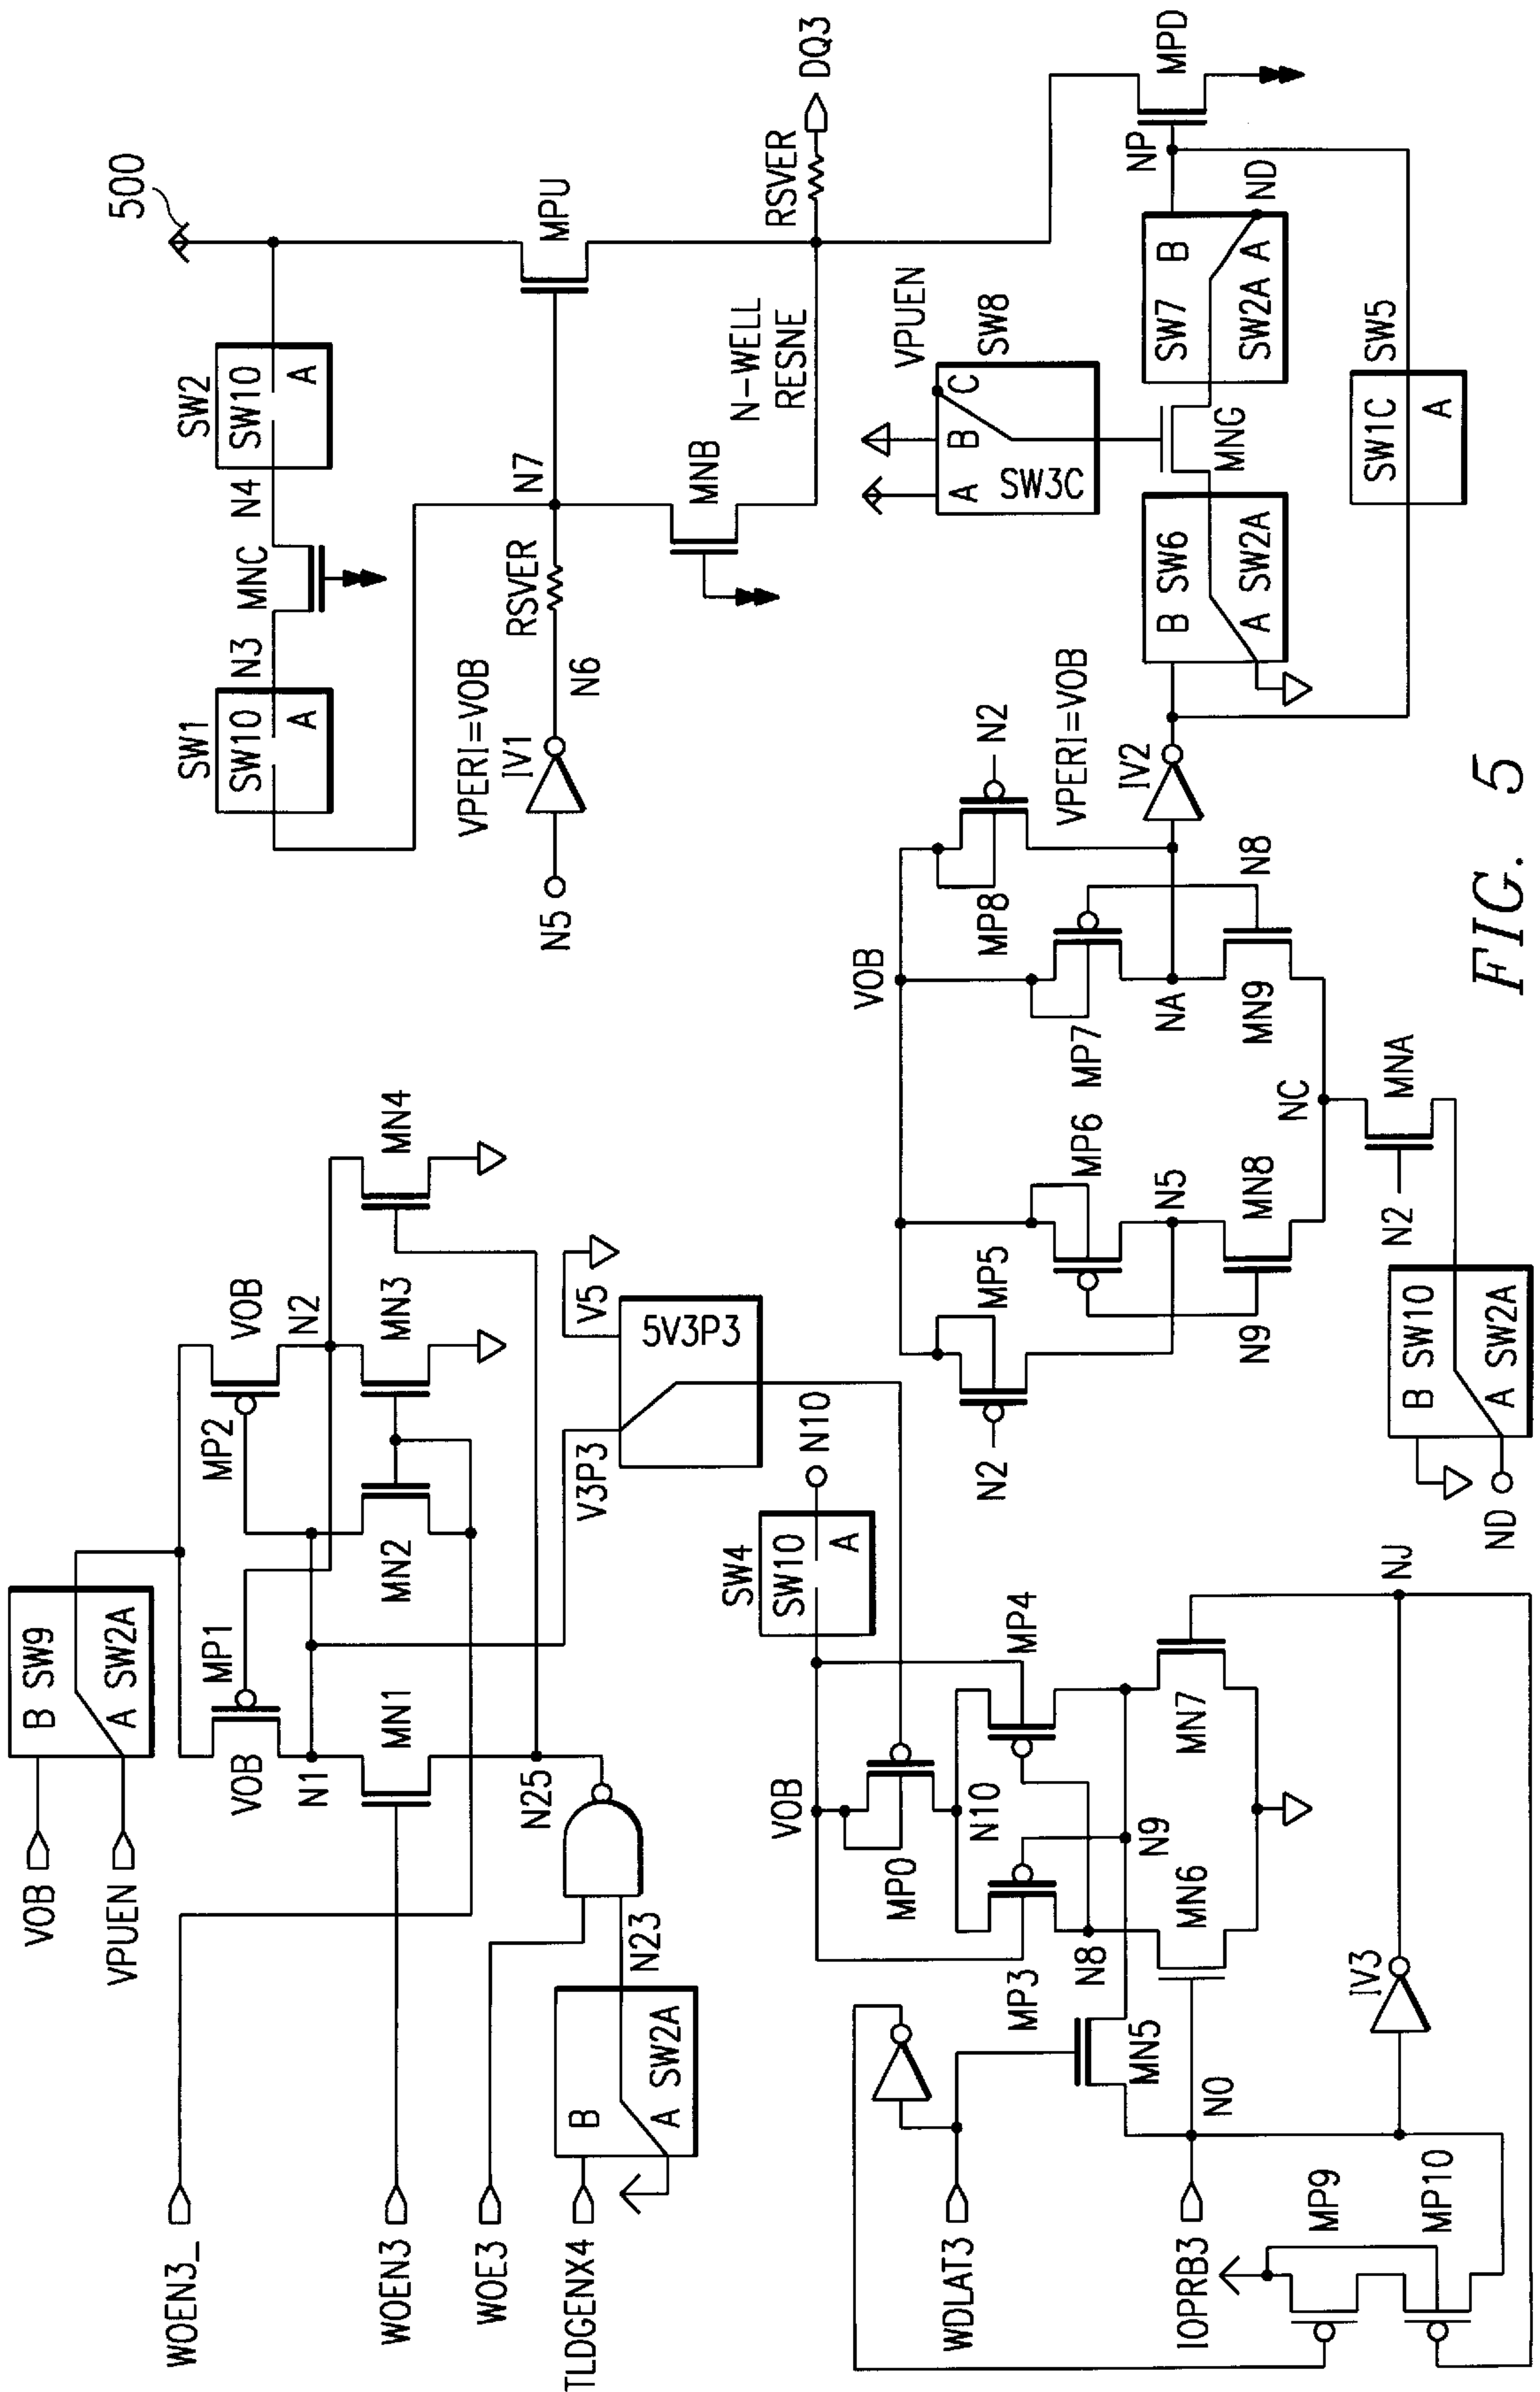 500
SW1
SW10
A
N3
MNC
N4
SW2
SW10
A
MPU
VPERI=VOB
IV1
N5
N6
RSVER
N7
MNB
N-WELL
RESNE
RSVER
DQ3
VOB
VPUEN
B SW9
A SW2A
MP1
VOB
N1
MN1
MP2
VOB
N2
MN2
MN3
MN4
WOEN3_
WOEN3
WOE3
TLDGENX4
B
A SW2A
N23
N25
V3P3
V5
5V3P3
SW4
SW10
A
N10
VOB
MP0
N10
MP3
MP4
N8
N9
MN5
MN6
MN7
WDLAT3
IOPRB3
N0
IV3
NJ
MP9
MP10
VOB
N2
MP5
MP6
MP7
MP8
N2
N5
NA
N9
MN8
MN9
N8
NC
N2
MNA
B SW10
A SW2A
ND
VPERI=VOB
IV2
B SW6
A SW2A
MNG
A B C
SW3C
VPUEN
SW8
SW7 B
SW2A A
ND
NP
MPD
SW1C
A
SW5
FIG. 5